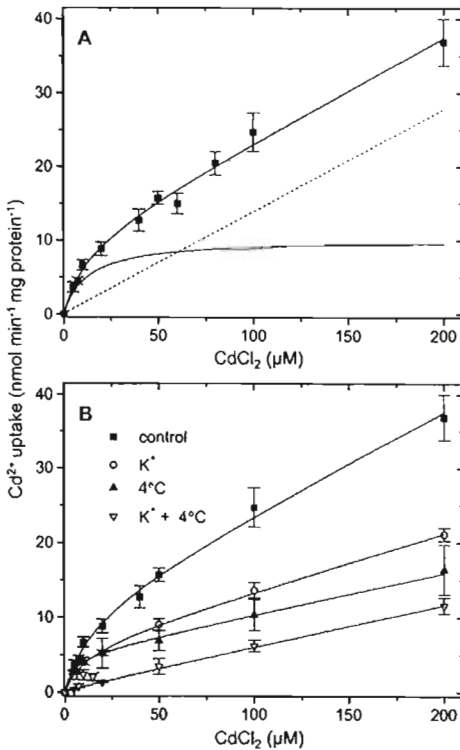 A
40
30
20
10
0
0
50
100
150
200
CdCl₂ (µM)
Cd²⁺ uptake (nmol min⁻¹ mg protein⁻¹)
B
40
30
20
10
0
control
K⁺
4°C
K⁺ + 4°C
0
50
100
150
200
CdCl₂ (µM)